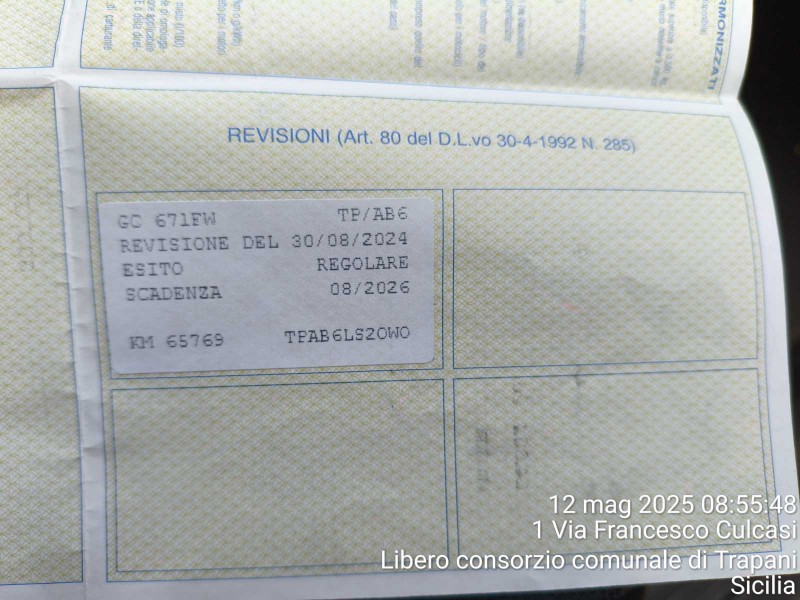 RMONIZZATI
REVISIONI (Art. 80 del D.L.vo 30-4-1992 N. 285)
GC 671FW TP/AB6
REVISIONE DEL 30/08/2024
ESITO REGOLARE
SCADENZA 08/2026
KM 65769 TPAB6LS2OWO
12 mag 2025 08:55:48
1 Via Francesco Culcasi
Libero consorzio comunale di Trapani
Sicilia